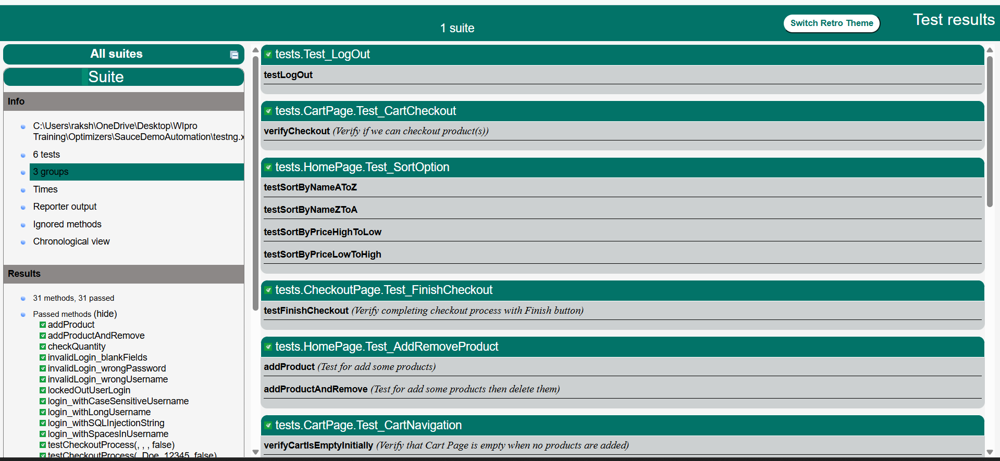 1 suite
Switch Retro Theme
Test results
All suites
Suite
Info
C:\Users\raksh\OneDrive\Desktop\WIpro
Training\Optimizers\SauceDemoAutomation\testng.x
6 tests
3 groups
Times
Reporter output
Ignored methods
Chronological view
Results
31 methods, 31 passed
Passed methods (hide)
addProduct
addProductAndRemove
checkQuantity
invalidLogin_blankFields
invalidLogin_wrongPassword
invalidLogin_wrongUsername
lockedOutUserLogin
login_withCaseSensitiveUsername
login_withLongUsername
login_withSQLInjectionString
login_withSpacesInUsername
testCheckoutProcess(, , , false)
testCheckoutProcess(, Doe, 12345, false)
tests.Test_LogOut
testLogOut
tests.CartPage.Test_CartCheckout
verifyCheckout (Verify if we can checkout product(s))
tests.HomePage.Test_SortOption
testSortByNameAToZ
testSortByNameZToA
testSortByPriceHighToLow
testSortByPriceLowToHigh
tests.CheckoutPage.Test_FinishCheckout
testFinishCheckout (Verify completing checkout process with Finish button)
tests.HomePage.Test_AddRemoveProduct
addProduct (Test for add some products)
addProductAndRemove (Test for add some products then delete them)
tests.CartPage.Test_CartNavigation
verifyCartIsEmptyInitially (Verify that Cart Page is empty when no products are added)